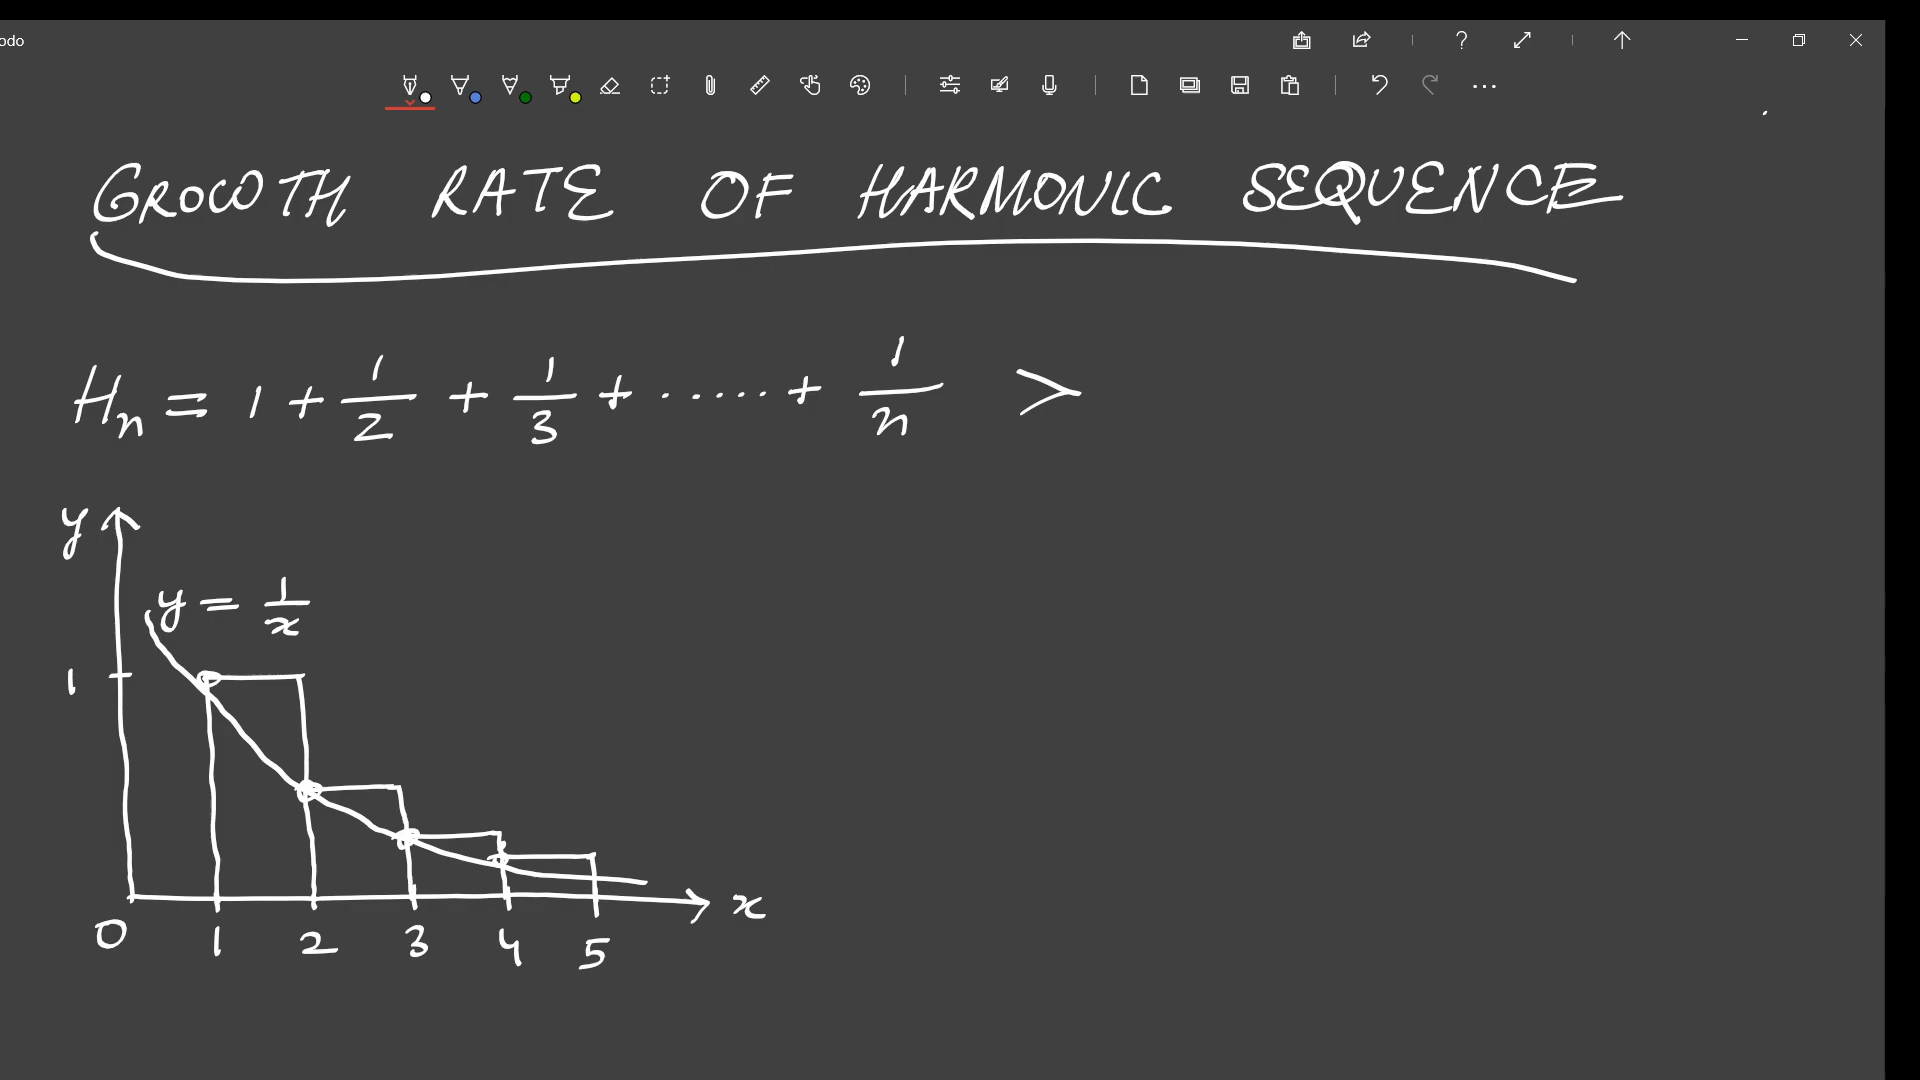 odo
GROWTH RATE OF HARMONIC SEQUENCE
Hn = 1 + 1/2 + 1/3 + ..... + 1/n >
y
y = 1/x
1
x
0 1 2 3 4 5